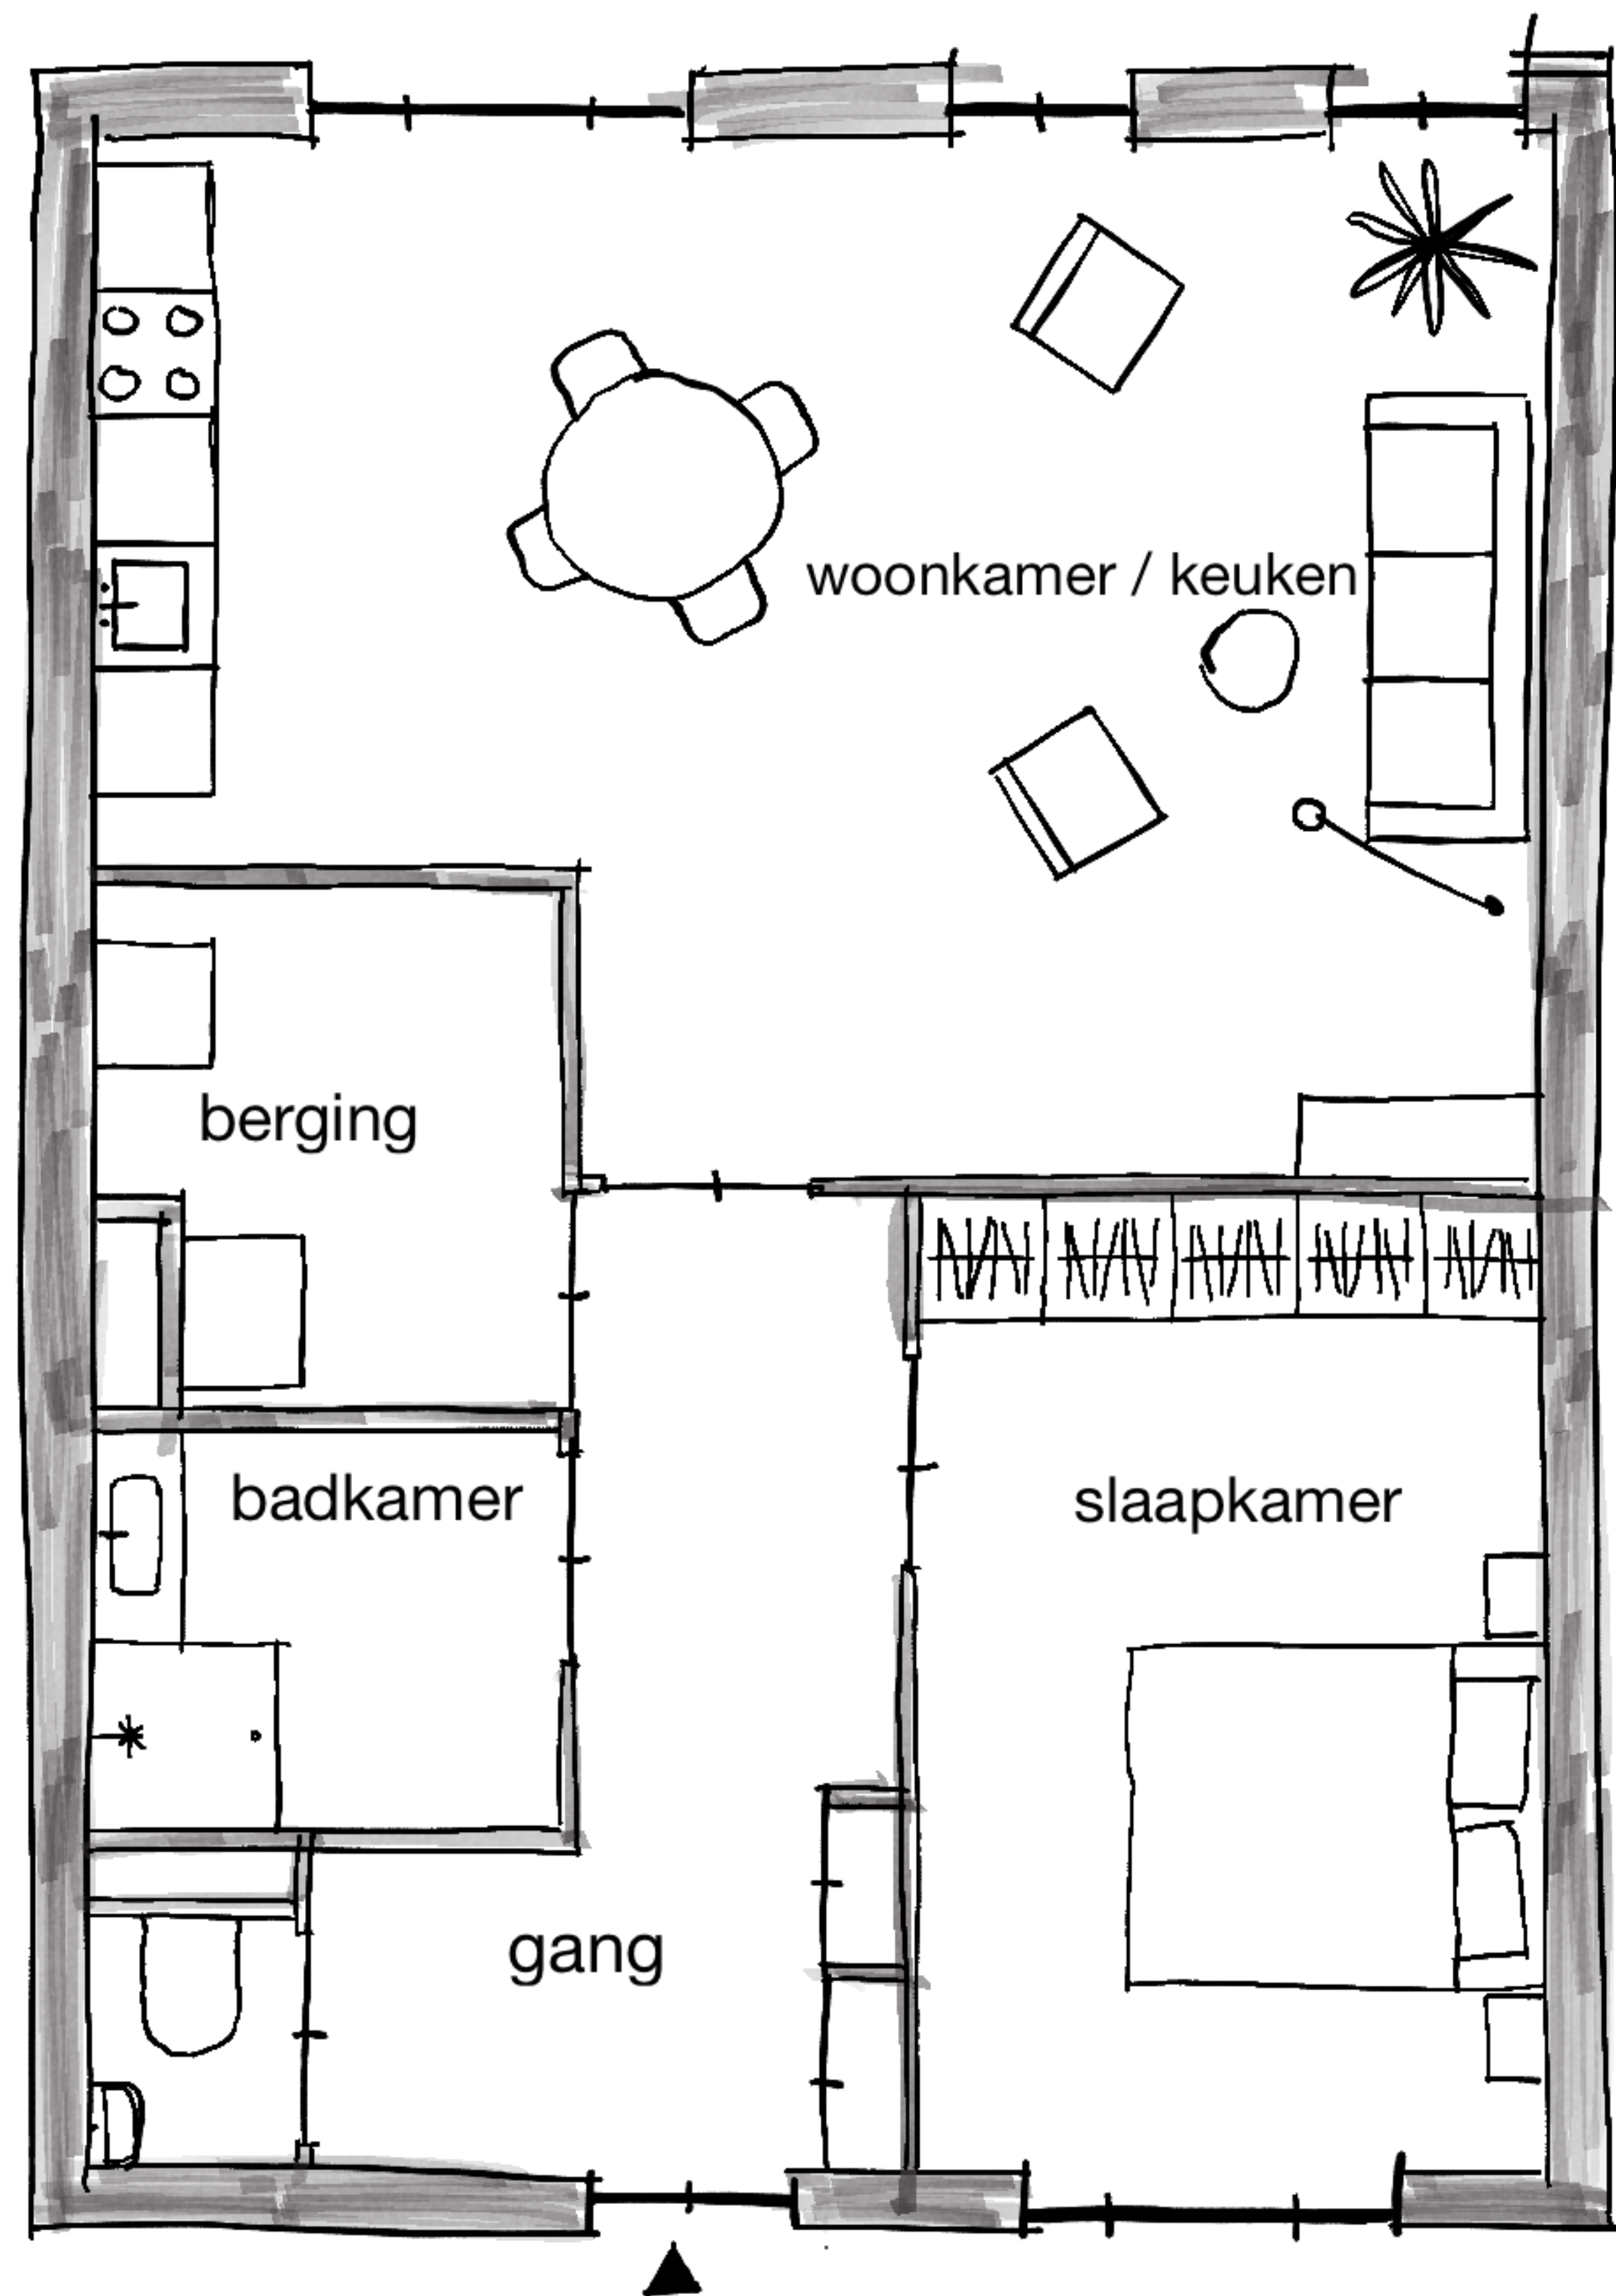 woonkamer / keuken
berging
badkamer
slaapkamer
gang